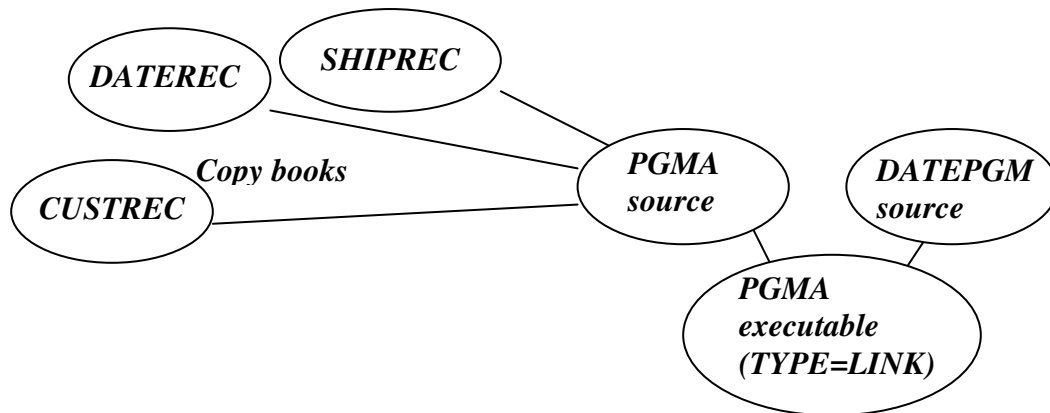 SHIPREC
DATEREC
Copy books
CUSTREC
PGMA
source
DATEPGM
source
PGMA
executable
(TYPE=LINK)